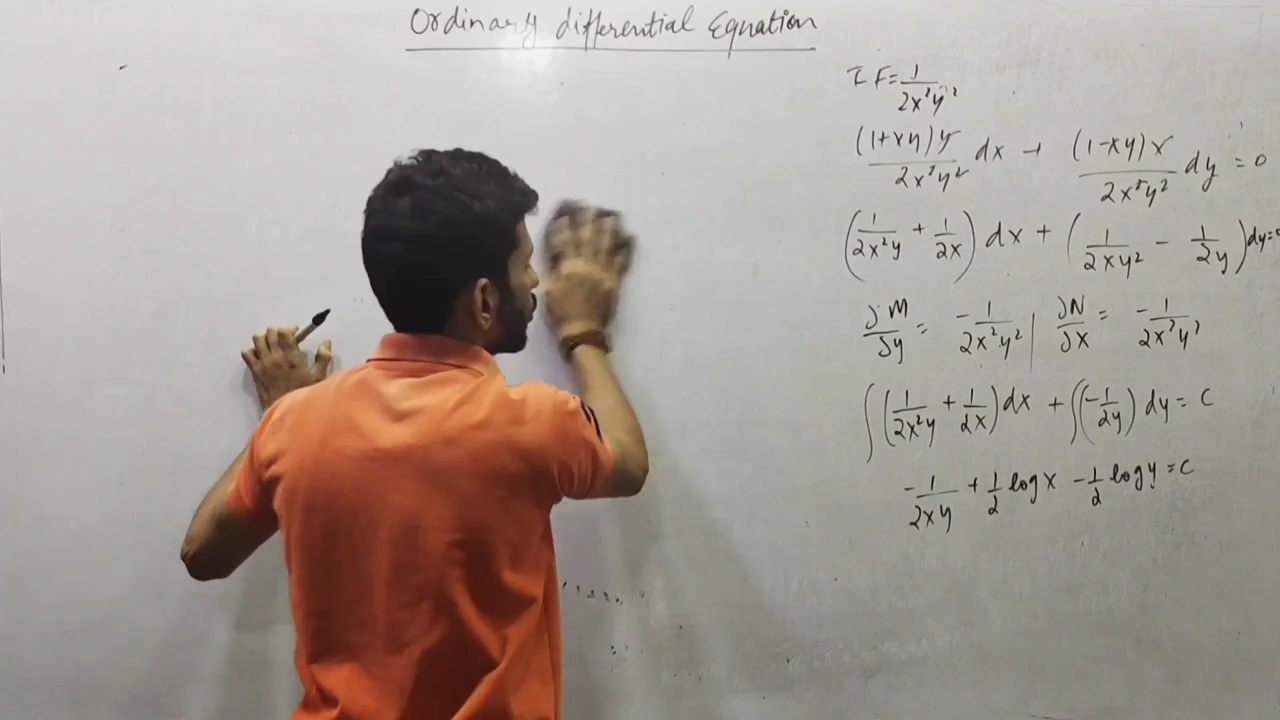 Ordinary differential Equation
IF = 1/(2x²y²)
(1+xy)y/(2x²y²) dx + (1-xy)x/(2x²y²) dy = 0
(1/(2x²y) + 1/(2x)) dx + (1/(2xy²) - 1/(2y)) dy = 0
∂M/∂y = -1/(2x²y²) | ∂N/∂x = -1/(2x²y²)
∫(1/(2x²y) + 1/(2x)) dx + ∫(-1/(2y)) dy = C
-1/(2xy) + 1/2 log x - 1/2 log y = C